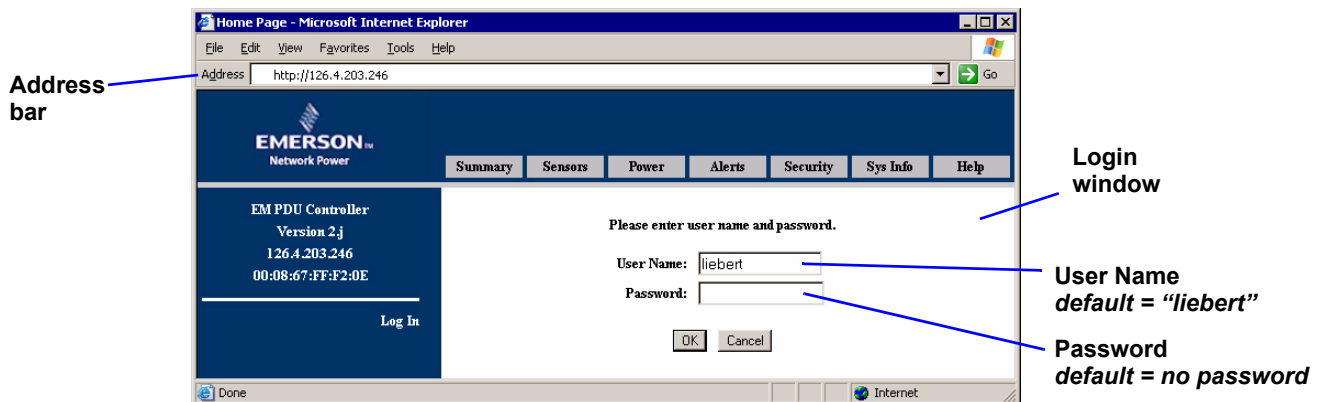 Home Page - Microsoft Internet Explorer
File Edit View Favorites Tools Help
Address http://126.4.203.246 Go
Address
bar
EMERSON TM
Network Power
Summary Sensors Power Alerts Security Sys Info Help
Login
window
EM PDU Controller
Version 2.j
126.4.203.246
00:08:67:FF:F2:0E
Log In
Please enter user name and password.
User Name: liebert
Password:
OK Cancel
User Name
default = “liebert”
Password
default = no password
Done Internet